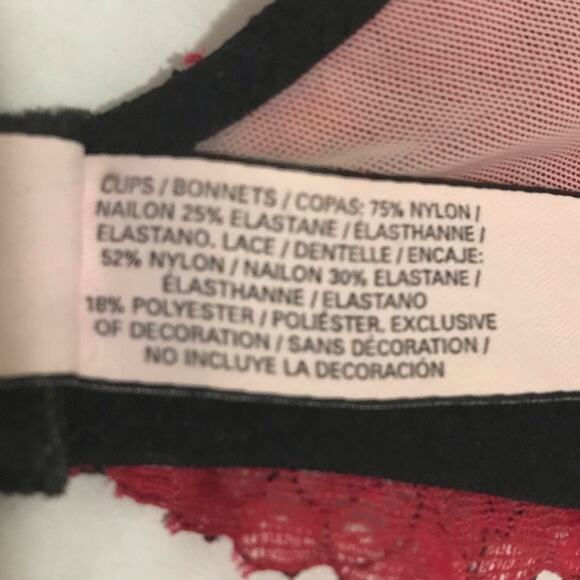 CUPS / BONNETS / COPAS: 75% NYLON /
NAILON 25% ELASTANE / ÉLASTHANNE /
ELASTANO. LACE / DENTELLE / ENCAJE:
52% NYLON / NAILON 30% ELASTANE /
ÉLASTHANNE / ELASTANO
18% POLYESTER / POLIÉSTER. EXCLUSIVE
OF DECORATION / SANS DÉCORATION /
NO INCLUYE LA DECORACIÓN